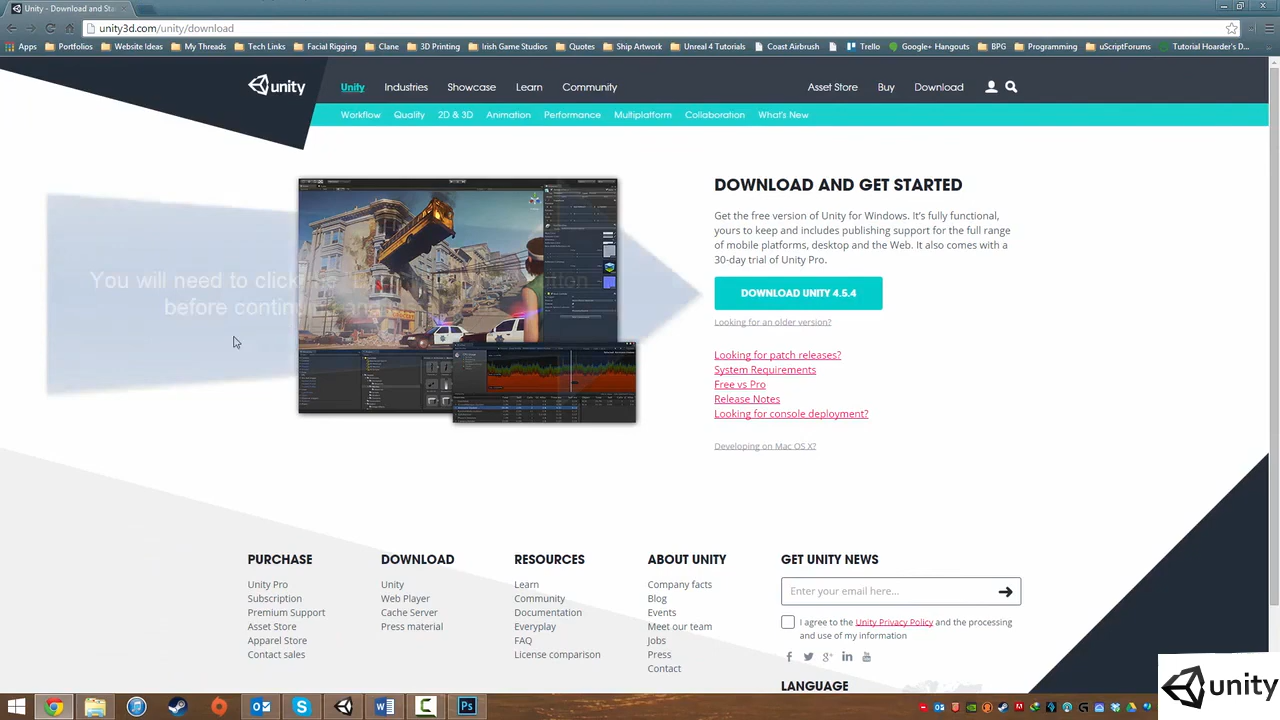 Unity - Download and Sta
unity3d.com/unity/download
Apps Portfolios Website Ideas My Threads Tech Links Facial Rigging Clane 3D Printing Irish Game Studios Quotes Ship Artwork Unreal 4 Tutorials Coast Airbrush Trello Google+ Hangouts BPG Programming uScriptForums Tutorial Hoarder's D...
unity Unity Industries Showcase Learn Community Asset Store Buy Download
Workflow Quality 2D & 3D Animation Performance Multiplatform Collaboration What's New
DOWNLOAD AND GET STARTED
Get the free version of Unity for Windows. It's fully functional,
yours to keep and includes publishing support for the full range
of mobile platforms, desktop and the Web. It also comes with a
30-day trial of Unity Pro.
You will need to click
before
DOWNLOAD UNITY 4.5.4
Looking for an older version?
Looking for patch releases?
System Requirements
Free vs Pro
Release Notes
Looking for console deployment?
Developing on Mac OS X?
PURCHASE
Unity Pro
Subscription
Premium Support
Asset Store
Apparel Store
Contact sales
DOWNLOAD
Unity
Web Player
Cache Server
Press material
RESOURCES
Learn
Community
Documentation
Everyplay
FAQ
License comparison
ABOUT UNITY
Company facts
Blog
Events
Meet our team
Jobs
Press
Contact
GET UNITY NEWS
Enter your email here...
I agree to the Unity Privacy Policy and the processing
and use of my information
LANGUAGE
unity